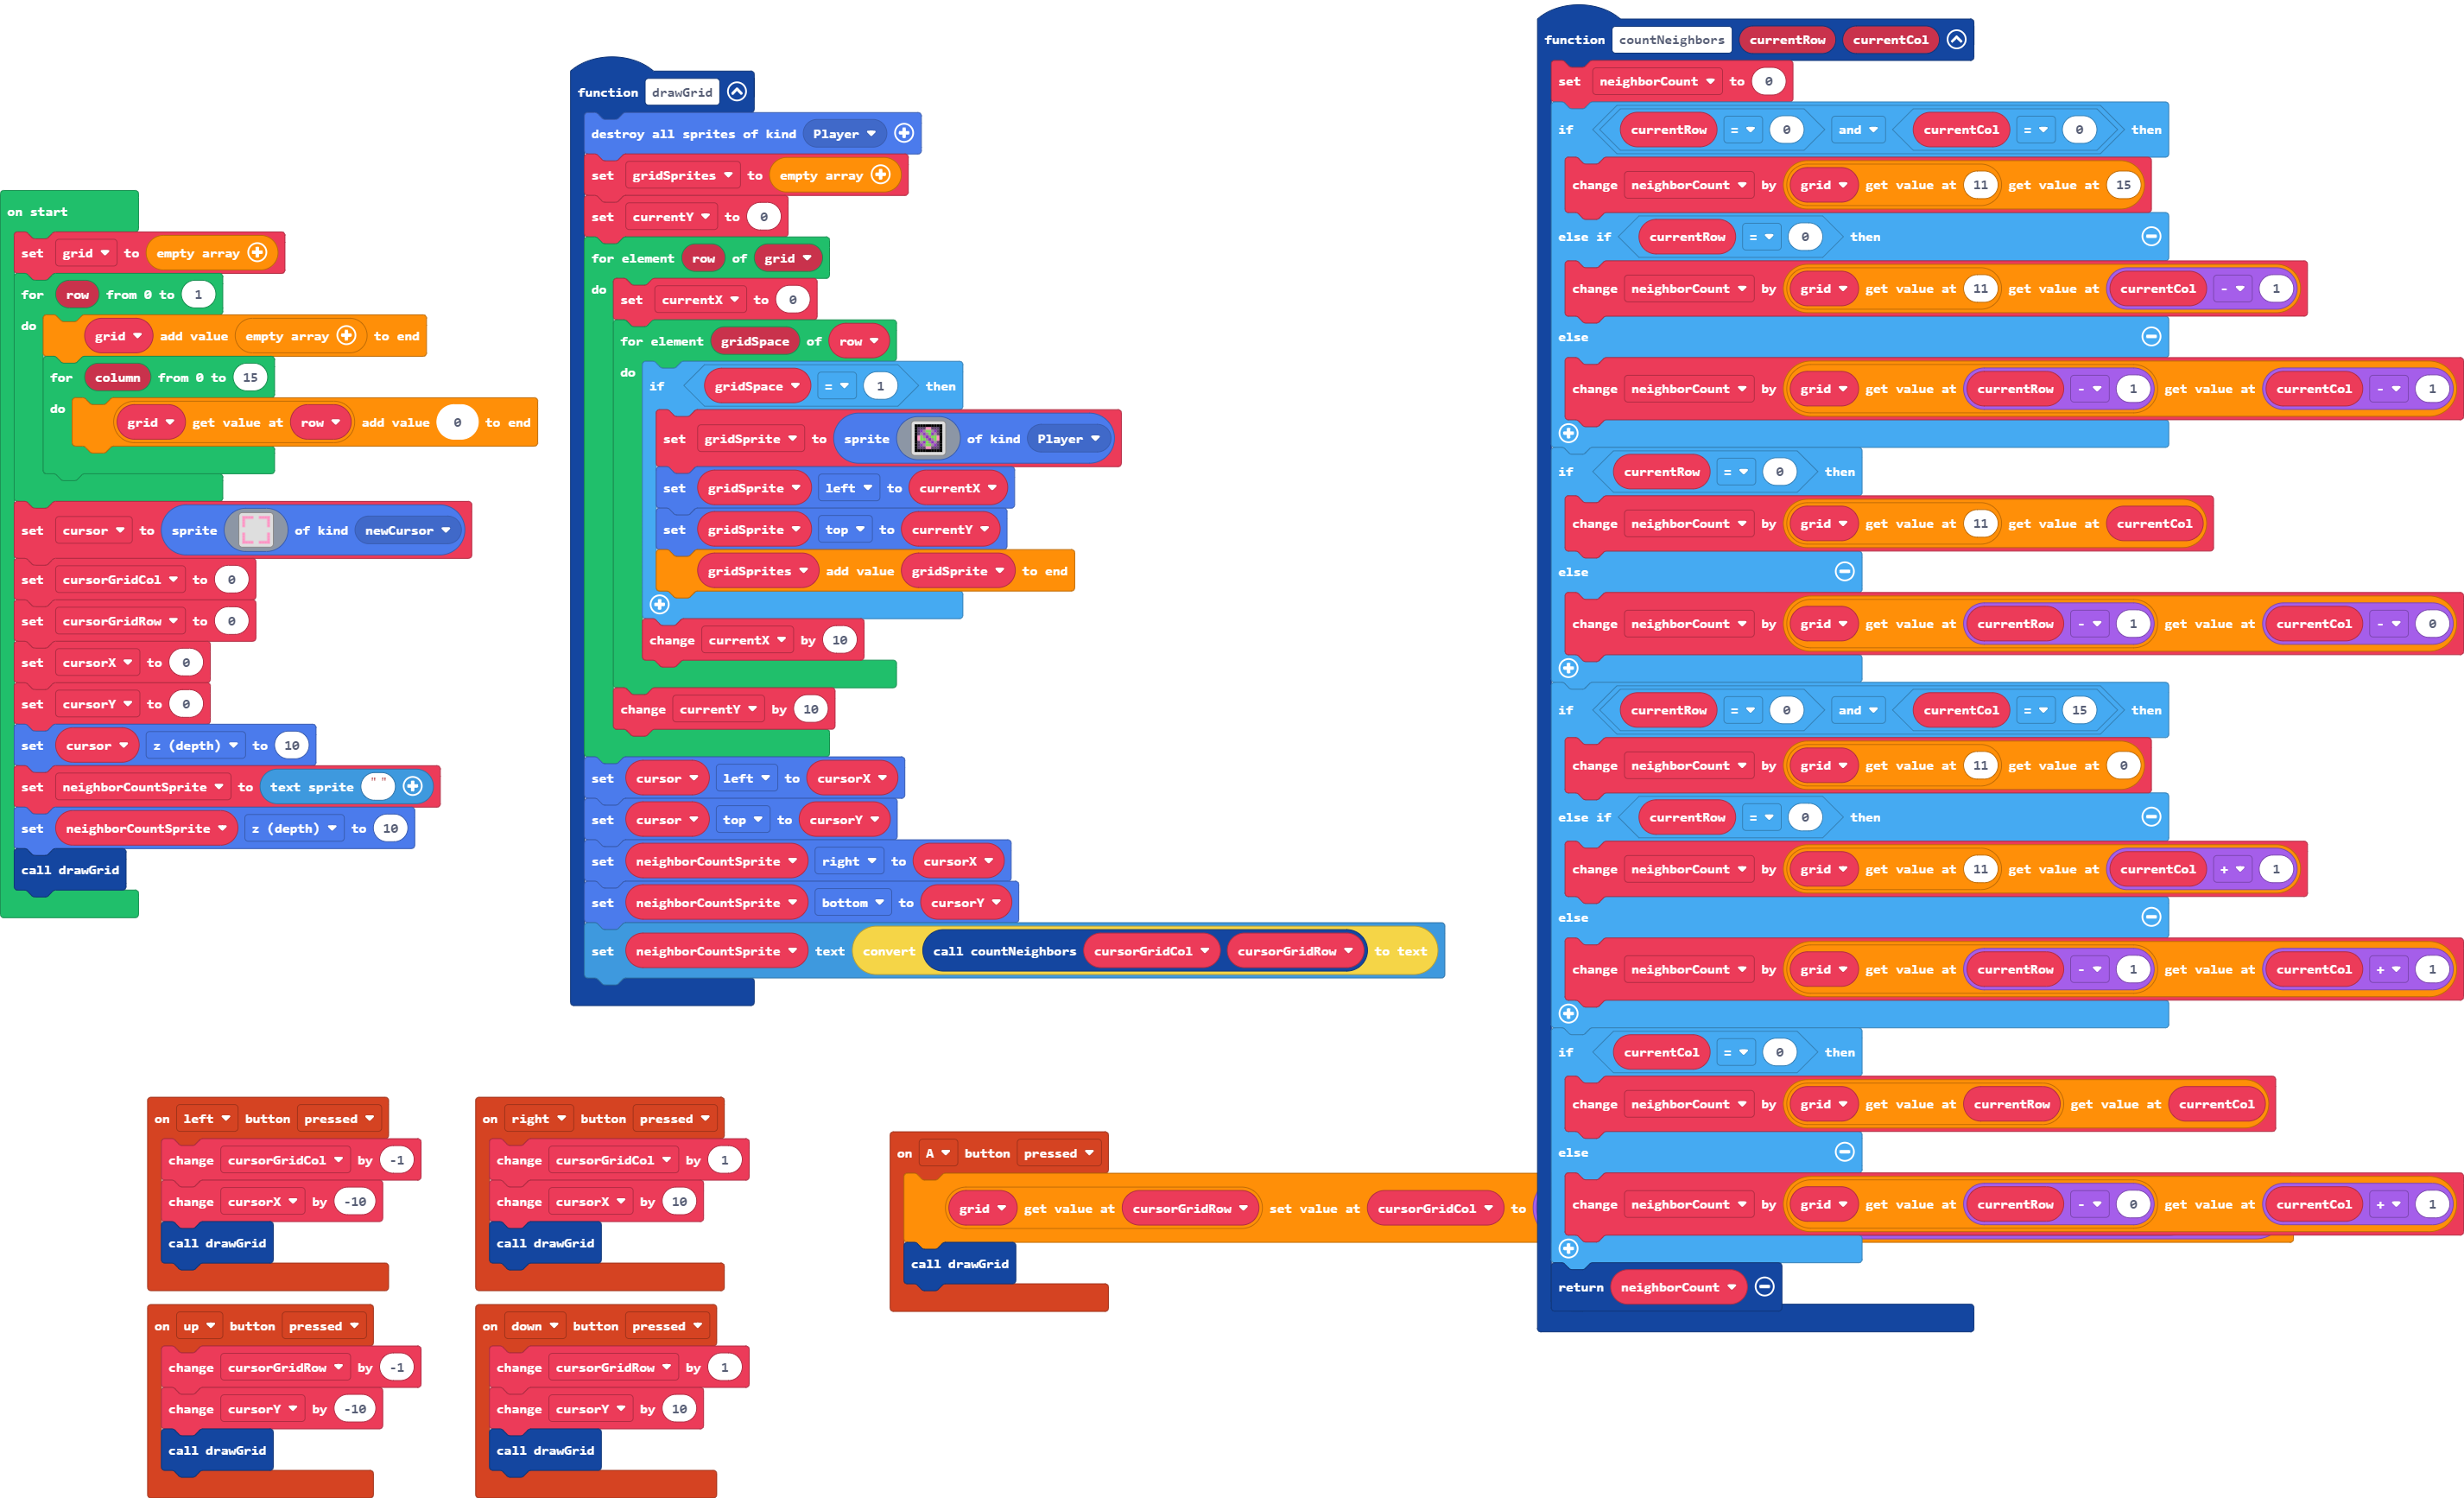 on start
set grid to empty array
for row from 0 to 1
do
grid add value empty array to end
for column from 0 to 15
do
grid get value at row add value 0 to end
set cursor to sprite of kind newCursor
set cursorGridCol to 0
set cursorGridRow to 0
set cursorX to 0
set cursorY to 0
set cursor z (depth) to 10
set neighborCountSprite to text sprite " "
set neighborCountSprite z (depth) to 10
call drawGrid
function drawGrid
destroy all sprites of kind Player
set gridSprites to empty array
set currentY to 0
for element row of grid
do
set currentX to 0
for element gridSpace of row
do
if gridSpace = 1 then
set gridSprite to sprite of kind Player
set gridSprite left to currentX
set gridSprite top to currentY
gridSprites add value gridSprite to end
change currentX by 10
change currentY by 10
set cursor left to cursorX
set cursor top to cursorY
set neighborCountSprite right to cursorX
set neighborCountSprite bottom to cursorY
set neighborCountSprite text convert call countNeighbors cursorGridCol cursorGridRow to text
on left button pressed
change cursorGridCol by -1
change cursorX by -10
call drawGrid
on right button pressed
change cursorGridCol by 1
change cursorX by 10
call drawGrid
on up button pressed
change cursorGridRow by -1
change cursorY by -10
call drawGrid
on down button pressed
change cursorGridRow by 1
change cursorY by 10
call drawGrid
on A button pressed
grid get value at cursorGridRow set value at cursorGridCol to
call drawGrid
function countNeighbors currentRow currentCol
set neighborCount to 0
if currentRow = 0 and currentCol = 0 then
change neighborCount by grid get value at 11 get value at 15
else if currentRow = 0 then
change neighborCount by grid get value at 11 get value at currentCol - 1
else
change neighborCount by grid get value at currentRow - 1 get value at currentCol - 1
if currentRow = 0 then
change neighborCount by grid get value at 11 get value at currentCol
else
change neighborCount by grid get value at currentRow - 1 get value at currentCol - 0
if currentRow = 0 and currentCol = 15 then
change neighborCount by grid get value at 11 get value at 0
else if currentRow = 0 then
change neighborCount by grid get value at 11 get value at currentCol + 1
else
change neighborCount by grid get value at currentRow - 1 get value at currentCol + 1
if currentCol = 0 then
change neighborCount by grid get value at currentRow get value at currentCol
else
change neighborCount by grid get value at currentRow - 0 get value at currentCol + 1
return neighborCount